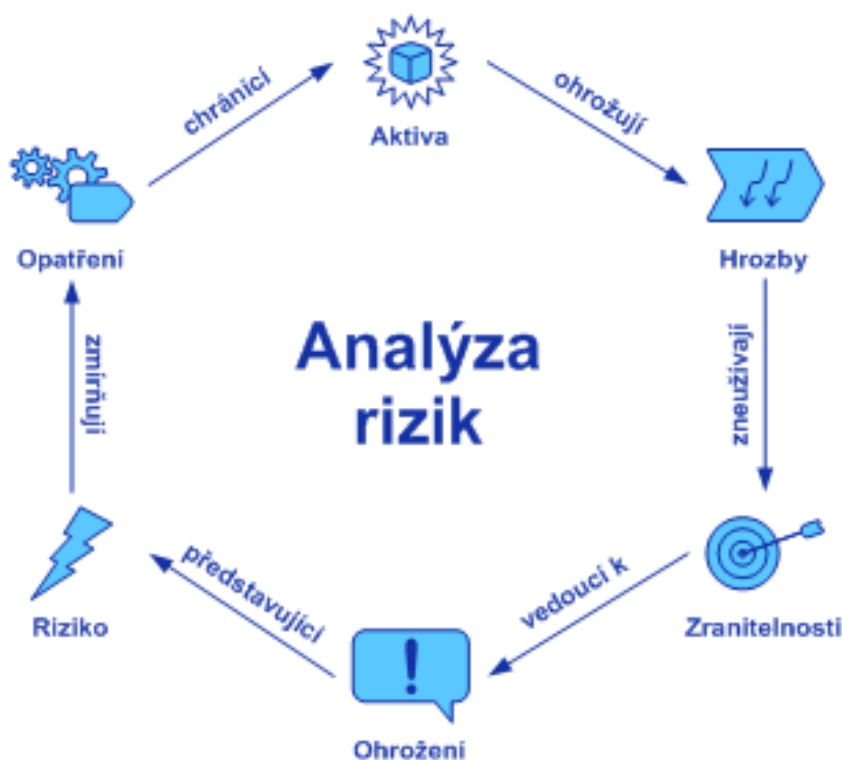 Aktiva
ohrožují
Hrozby
zneužívají
Zranitelnosti
vedoucí k
Ohrožení
představující
Riziko
zmírňují
Opatření
chránící
Analýza
rizik